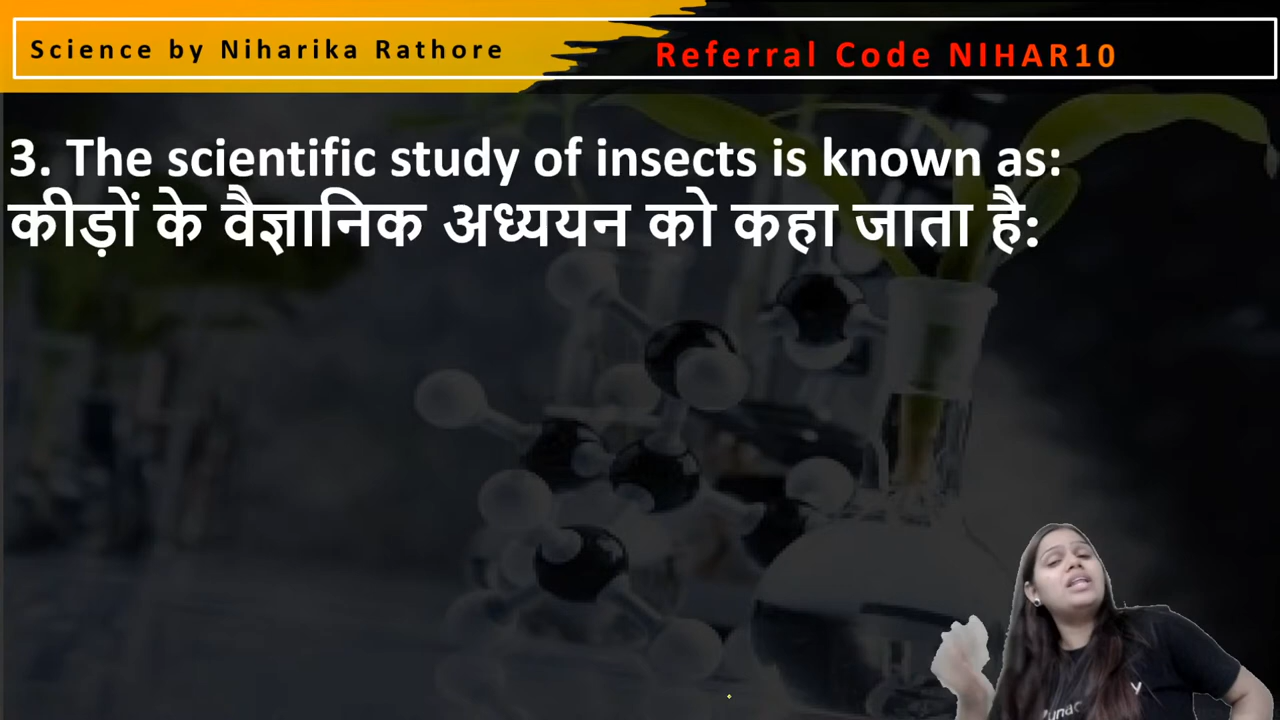 Science by Niharika Rathore
Referral Code NIHAR10
3. The scientific study of insects is known as:
कीड़ों के वैज्ञानिक अध्ययन को कहा जाता है: